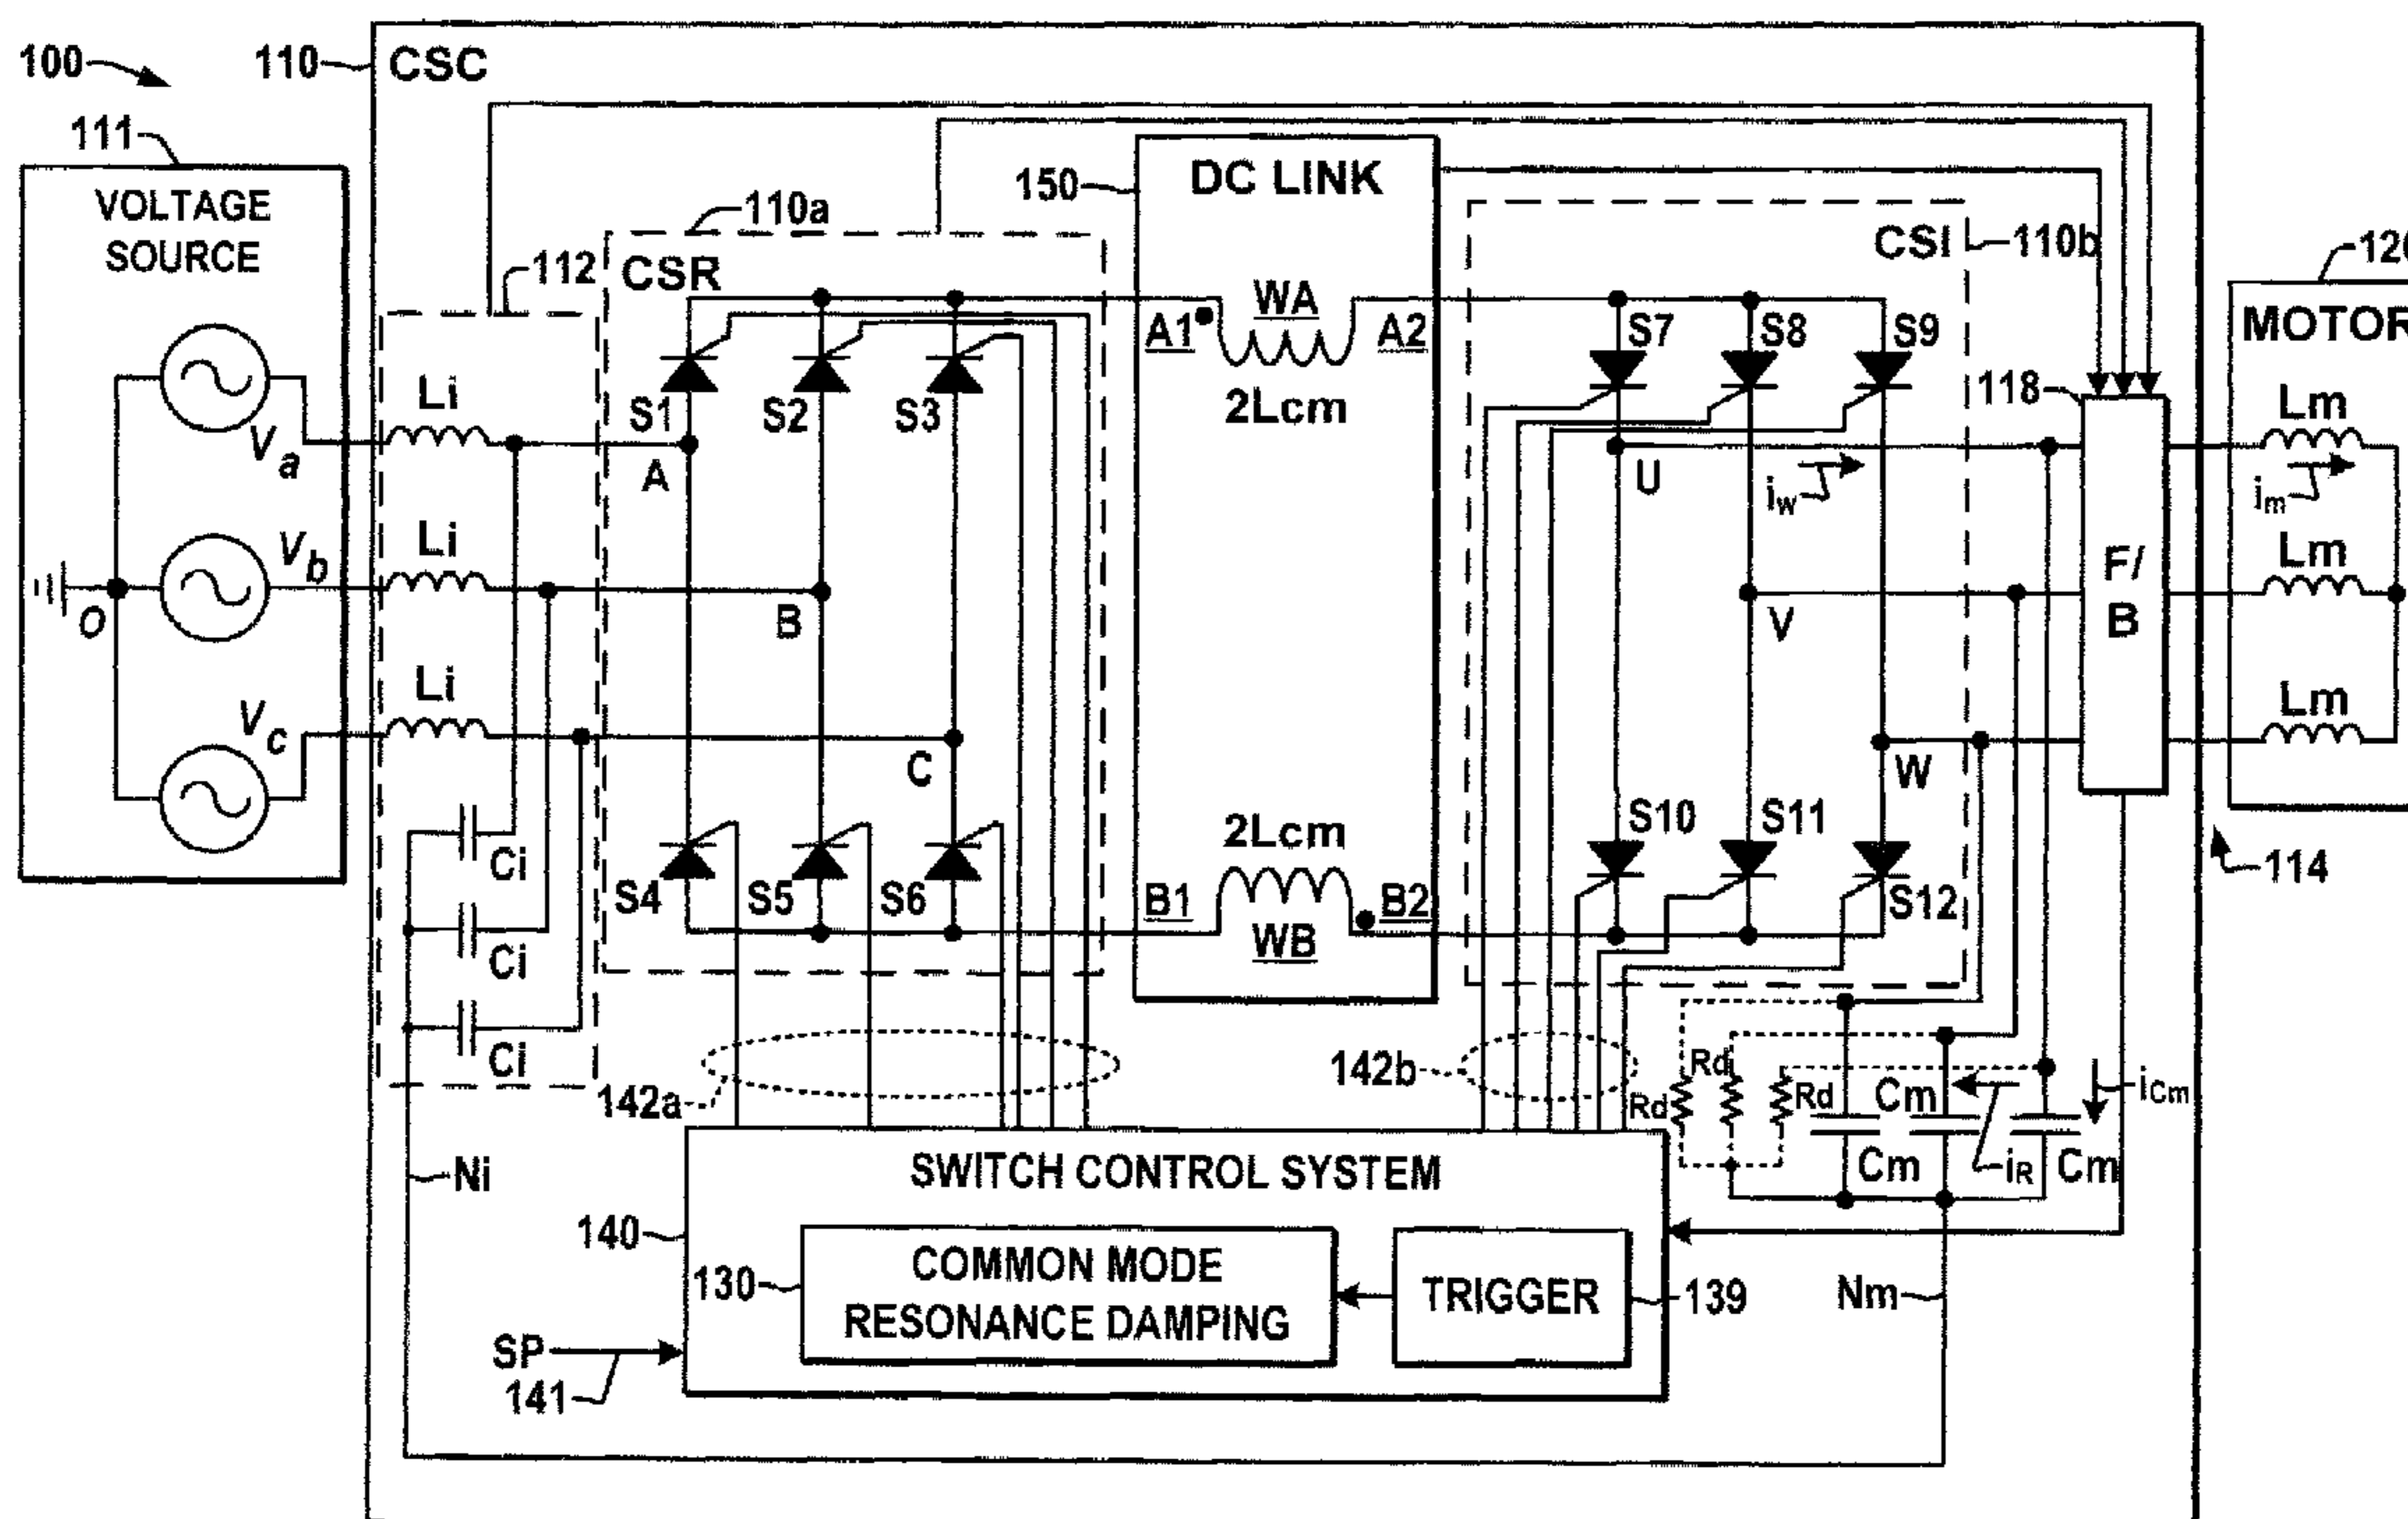 100
110
CSC
111
VOLTAGE
SOURCE
112
110a
CSR
150
DC LINK
CSI
110b
120
MOTOR
WA
A1
A2
2Lcm
S7
S8
S9
118
Li
S1
S2
S3
Va
A
U
iw
Lm
im
Li
Vb
O
B
V
F/
B
Lm
Li
Vc
C
W
Lm
2Lcm
S10
S11
114
Ci
S4
S5
S6
B1
WB
B2
S12
Ci
Ci
142a
142b
Rd
Rd
Rd
Cm
iCm
Cm
iR
Cm
Ni
SWITCH CONTROL SYSTEM
140
130
COMMON MODE
RESONANCE DAMPING
TRIGGER
139
Nm
SP
141